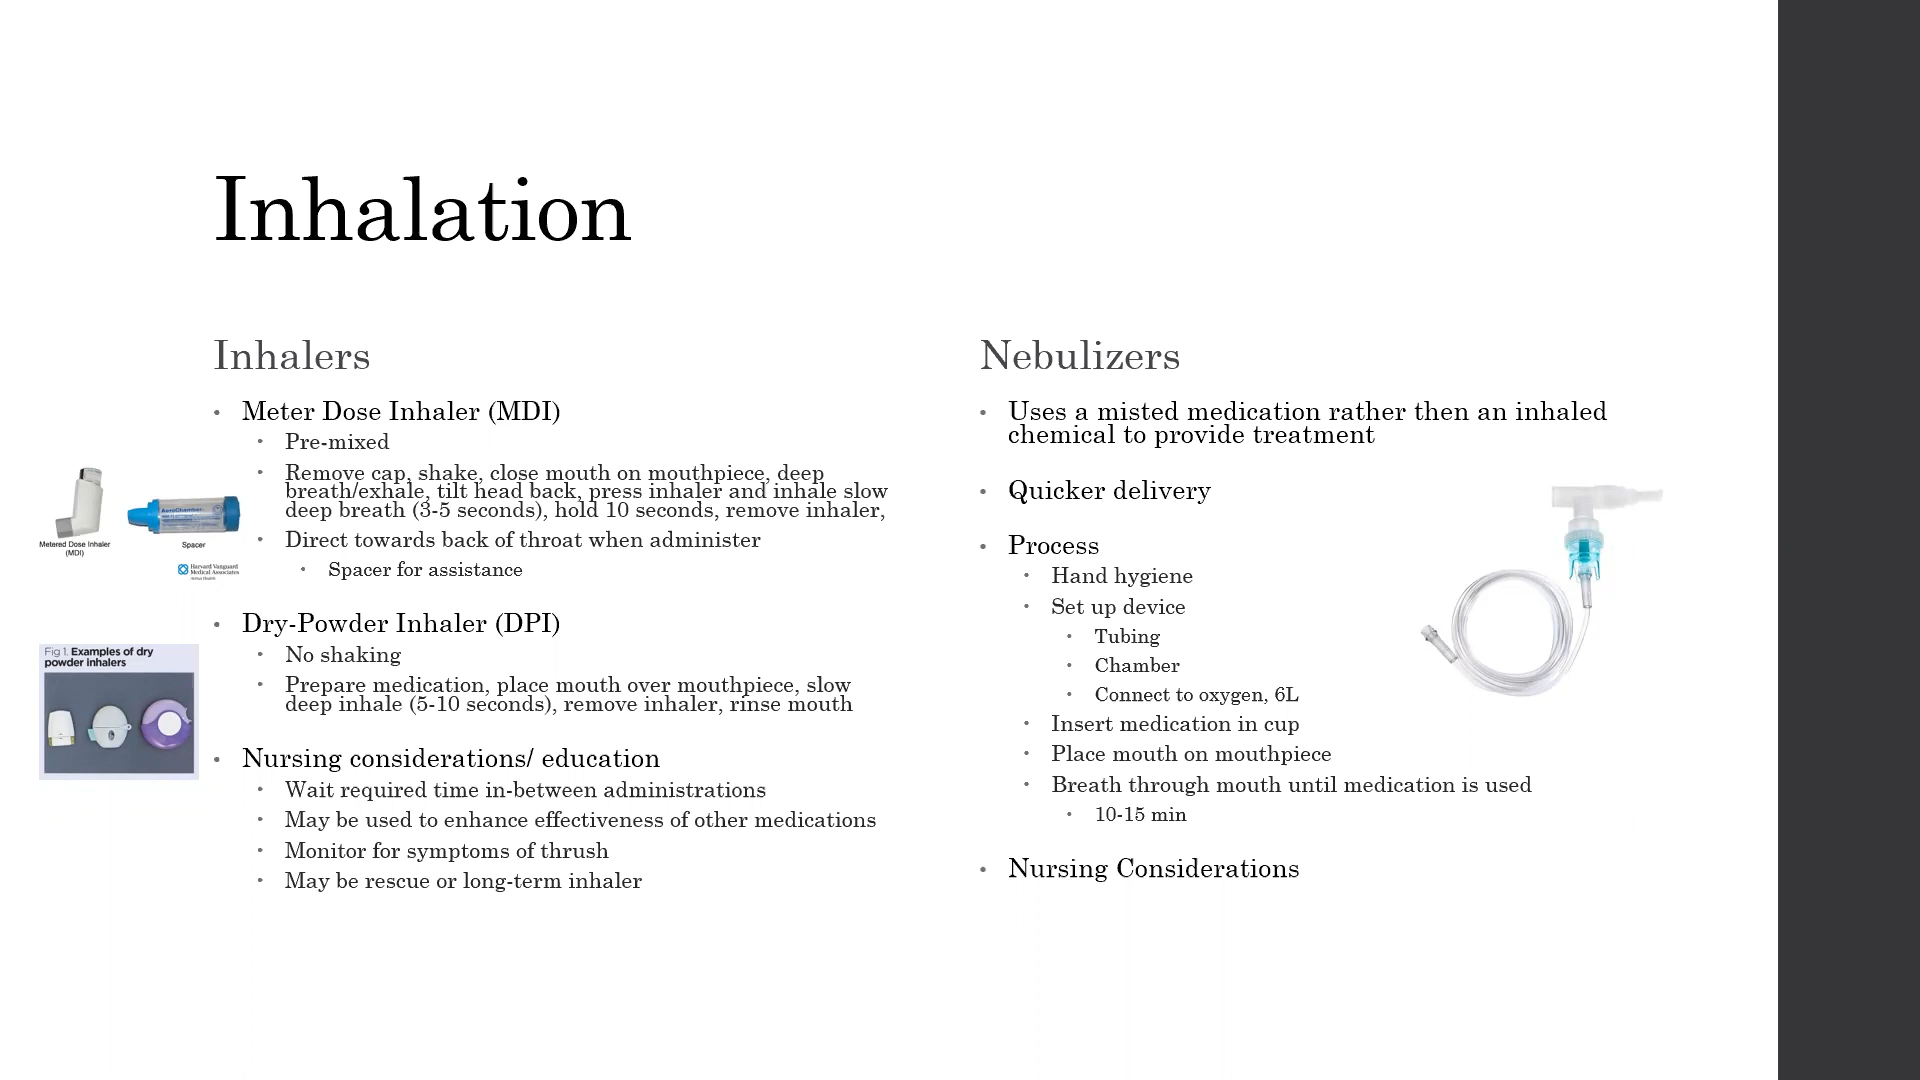 Inhalation
Inhalers
• Meter Dose Inhaler (MDI)
• Pre-mixed
• Remove cap, shake, close mouth on mouthpiece, deep
breath/exhale, tilt head back, press inhaler and inhale slow
deep breath (3-5 seconds), hold 10 seconds, remove inhaler,
• Direct towards back of throat when administer
• Spacer for assistance
• Dry-Powder Inhaler (DPI)
• No shaking
• Prepare medication, place mouth over mouthpiece, slow
deep inhale (5-10 seconds), remove inhaler, rinse mouth
• Nursing considerations/ education
• Wait required time in-between administrations
• May be used to enhance effectiveness of other medications
• Monitor for symptoms of thrush
• May be rescue or long-term inhaler
AeroChamber
Metered Dose Inhaler
(MDI)
Spacer
Harvard Vanguard
Medical Associates
Fig 1. Examples of dry
powder inhalers
Nebulizers
• Uses a misted medication rather then an inhaled
chemical to provide treatment
• Quicker delivery
• Process
• Hand hygiene
• Set up device
• Tubing
• Chamber
• Connect to oxygen, 6L
• Insert medication in cup
• Place mouth on mouthpiece
• Breath through mouth until medication is used
• 10-15 min
• Nursing Considerations